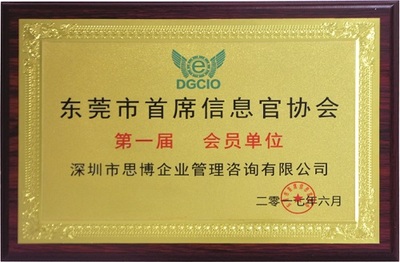 DGCIO
东莞市首席信息官协会
第一届 会员单位
深圳市思博企业管理咨询有限公司
二零一七年六月